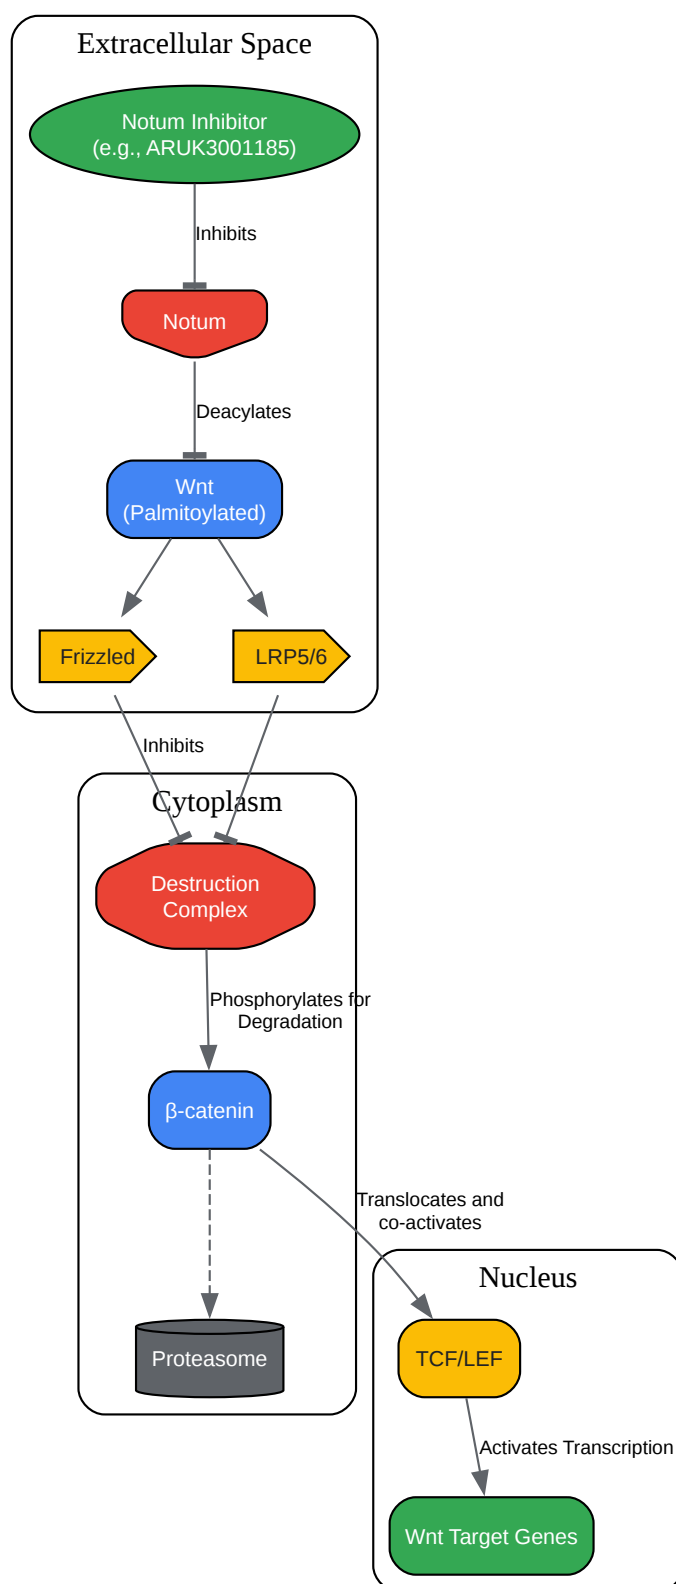 Extracellular Space
Notum Inhibitor
(e.g., ARUK3001185)
Inhibits
Notum
Deacylates
Wnt
(Palmitoylated)
Frizzled
LRP5/6
Inhibits
Cytoplasm
Destruction
Complex
Phosphorylates for
Degradation
β-catenin
Translocates and
co-activates
Nucleus
Proteasome
TCF/LEF
Activates Transcription
Wnt Target Genes